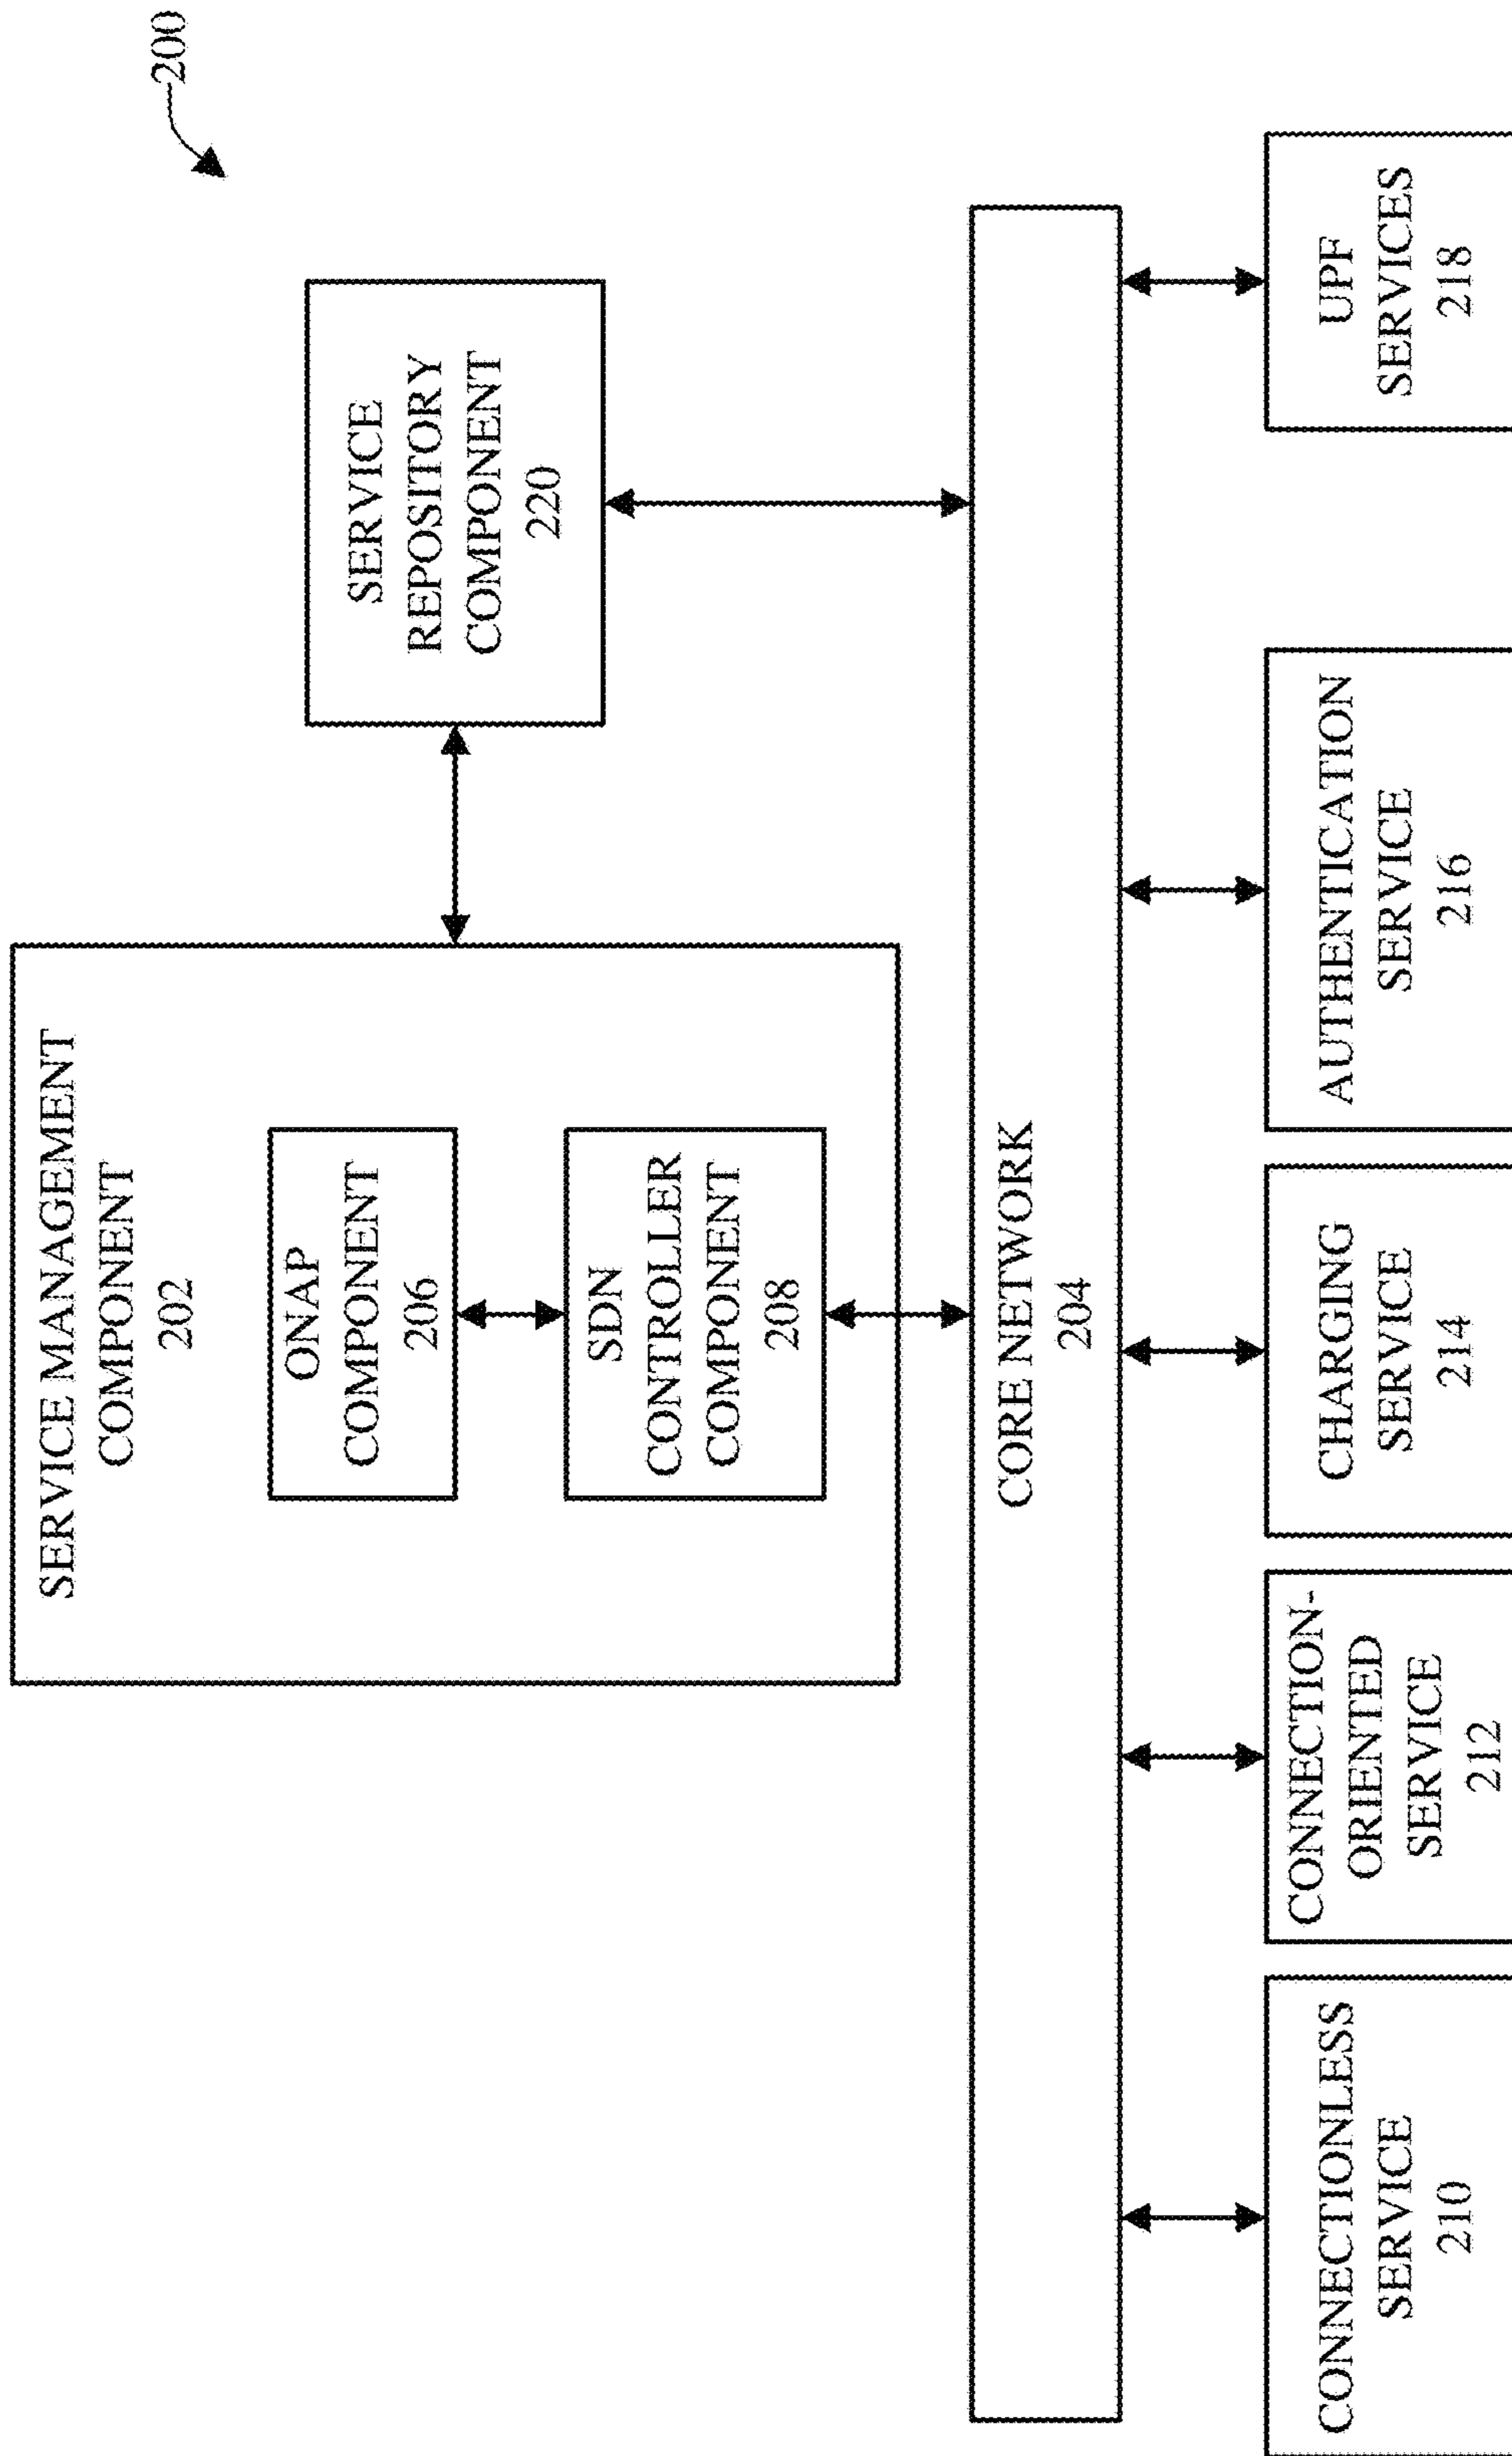 200
SERVICE MANAGEMENT
COMPONENT
202
ONAP
COMPONENT
206
SDN
CONTROLLER
COMPONENT
208
SERVICE
REPOSITORY
COMPONENT
220
CORE NETWORK
204
CONNECTIONLESS
SERVICE
210
CONNECTION-
ORIENTED
SERVICE
212
CHARGING
SERVICE
214
AUTHENTICATION
SERVICE
216
UPF
SERVICES
218